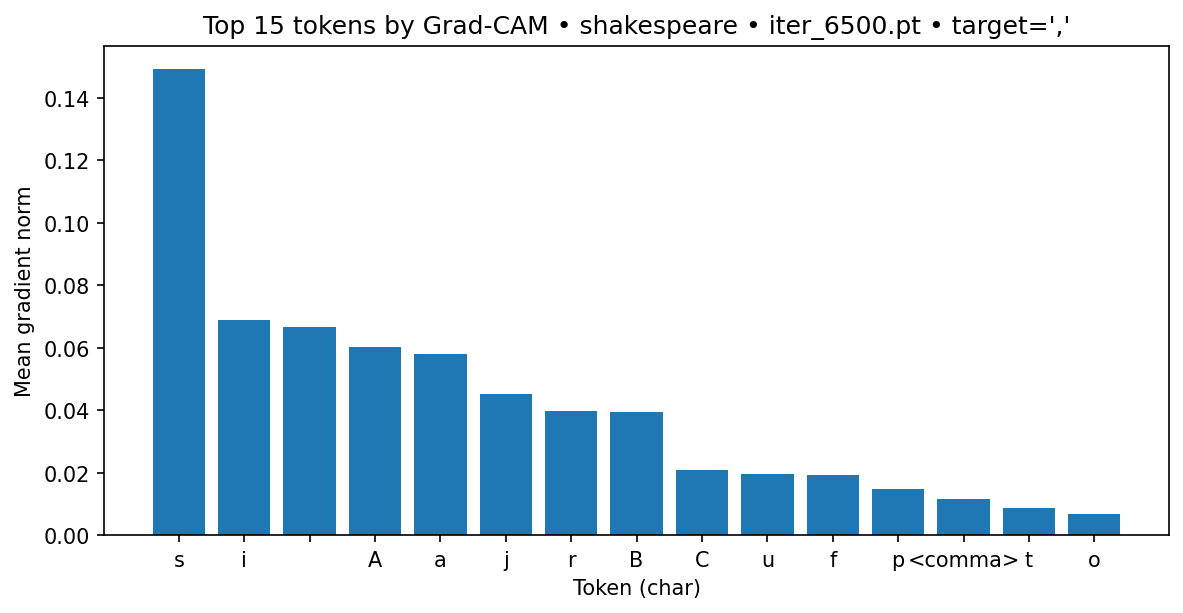 Top 15 tokens by Grad-CAM • shakespeare • iter_6500.pt • target=','
Mean gradient norm
0.14
0.12
0.10
0.08
0.06
0.04
0.02
0.00
s i A a j r B C u f p <comma> t o
Token (char)